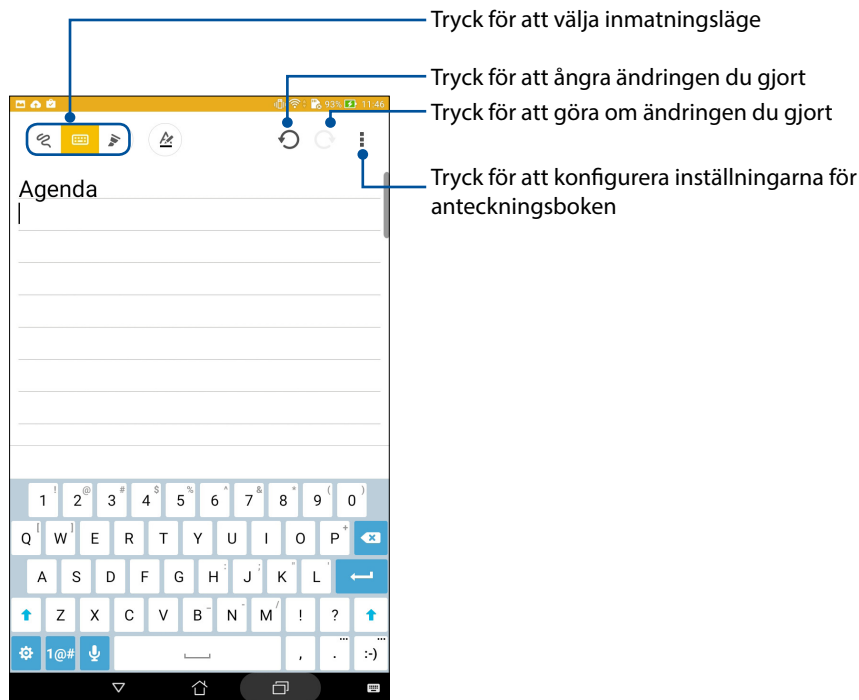 Tryck för att välja inmatningsläge
Tryck för att ångra ändringen du gjort
Tryck för att göra om ändringen du gjort
Tryck för att konfigurera inställningarna för
anteckningsboken
93% 11:46
Agenda
1 ! 2 @ 3 # 4 $ 5 % 6 ^ 7 & 8 * 9 ( 0 )
Q [ W ] E R T Y U I O P +
A S D F G H : J ; K " L '
Z X C V B _ N - M / ! ?
1@# , . ... :-) ...